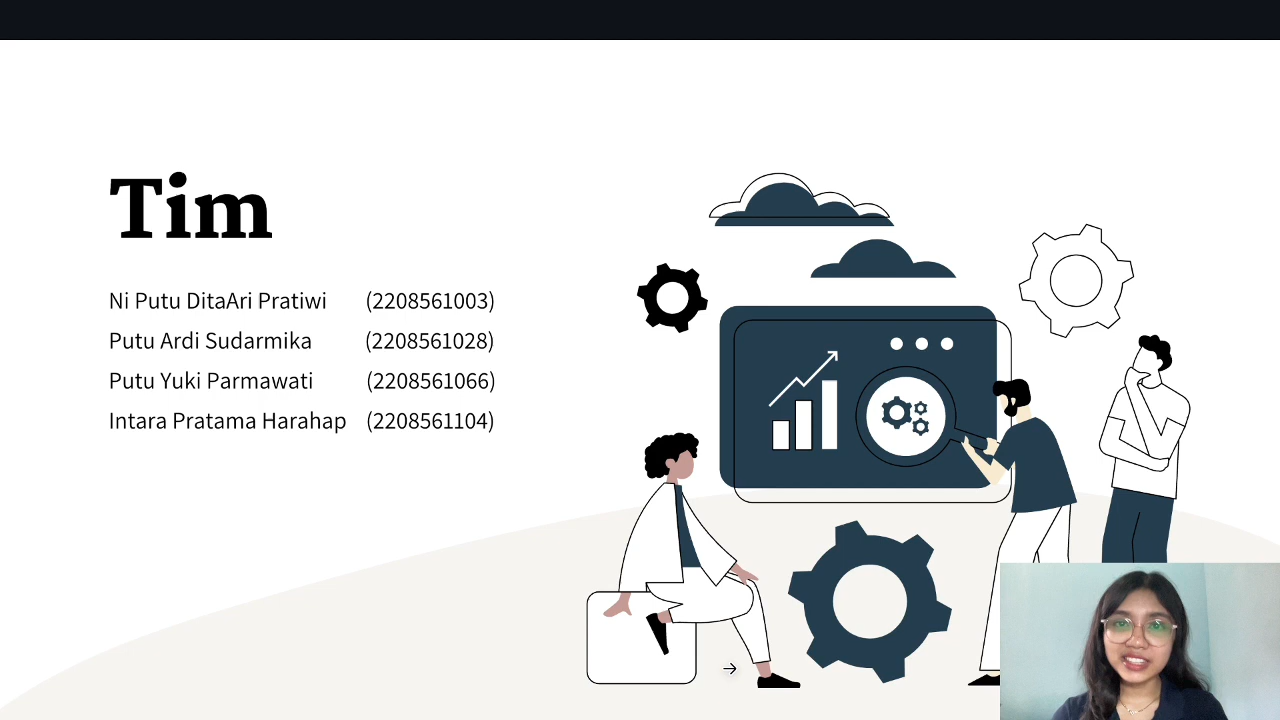 Tim
Ni Putu DitaAri Pratiwi (2208561003)
Putu Ardi Sudarmika (2208561028)
Putu Yuki Parmawati (2208561066)
Intara Pratama Harahap (2208561104)